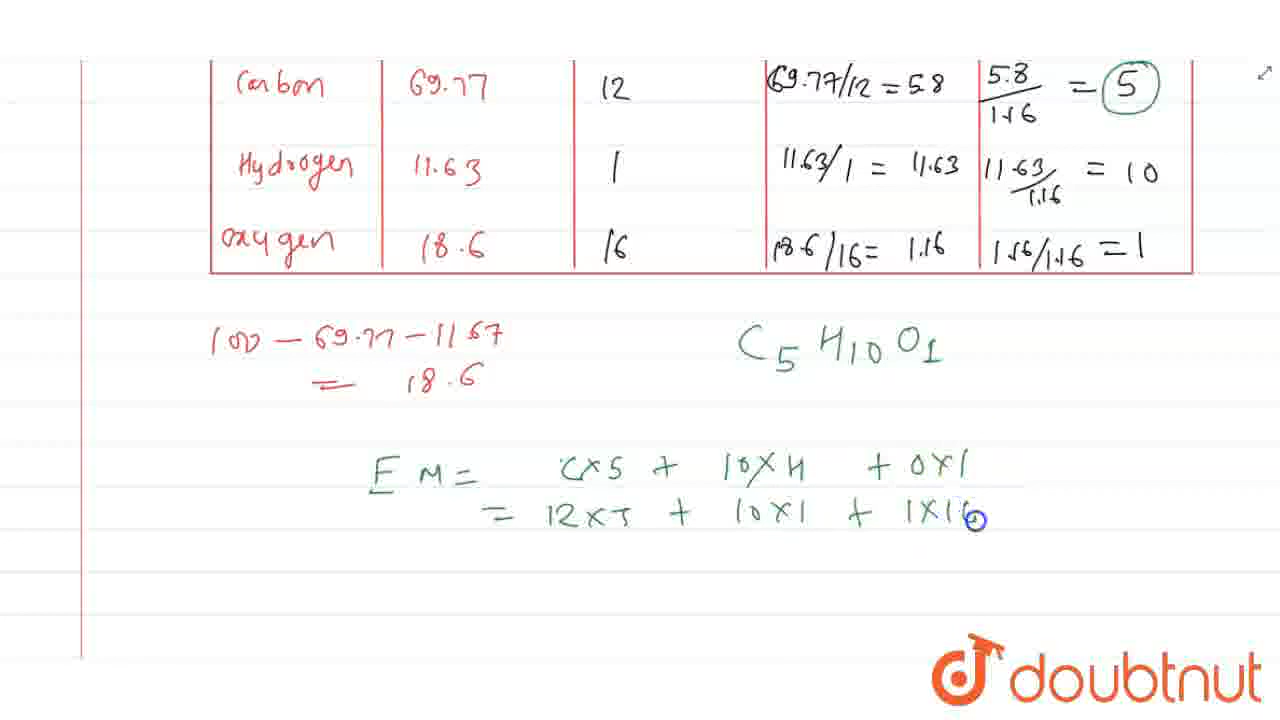 Carbon 69.77 12 69.77/12 = 5.8 5.8/1.16 = 5
Hydrogen 11.63 1 11.63/1 = 11.63 11.63/1.16 = 10
Oxygen 18.6 16 18.6/16 = 1.16 1.16/1.16 = 1
100 - 69.77 - 11.67
= 18.6
C5 H10 O1
E M = C×5 + 10×H + O×1
= 12×5 + 10×1 + 1×16
doubtnut